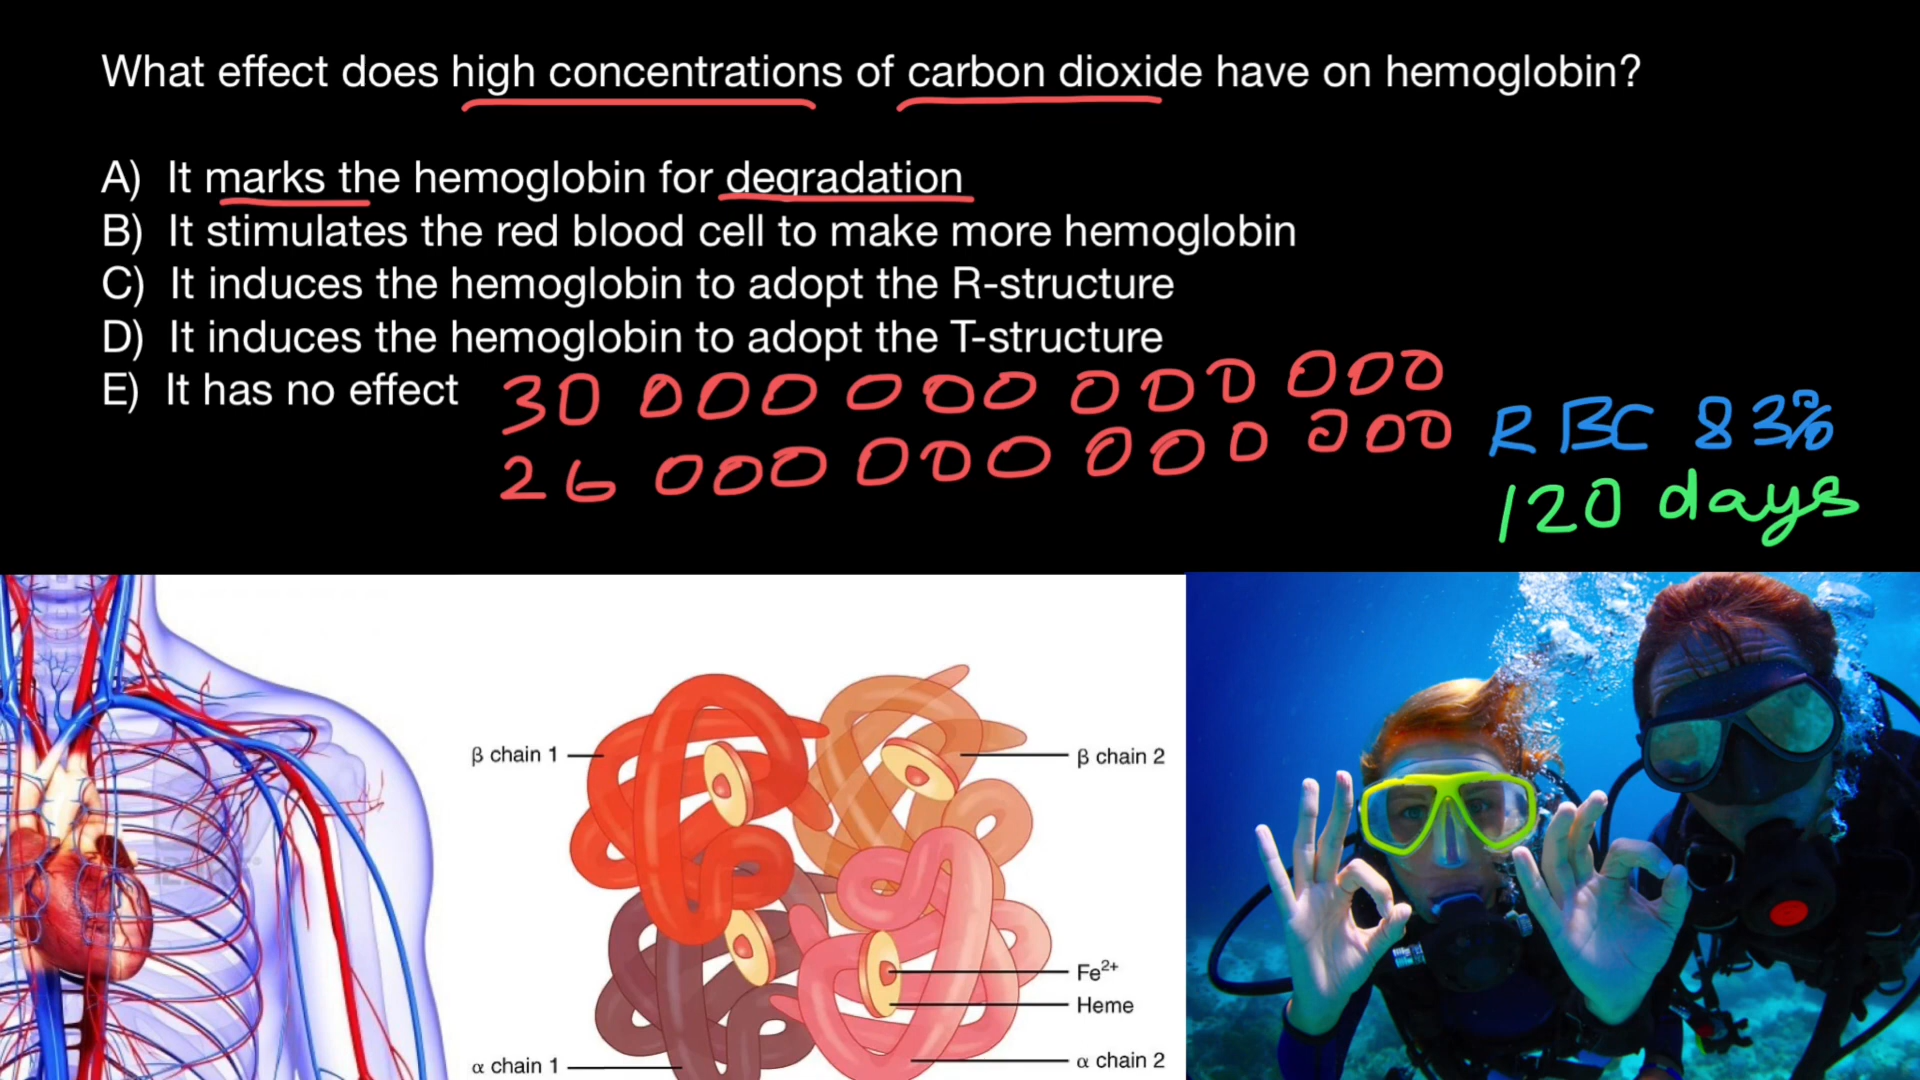 What effect does high concentrations of carbon dioxide have on hemoglobin?
A) It marks the hemoglobin for degradation
B) It stimulates the red blood cell to make more hemoglobin
C) It induces the hemoglobin to adopt the R-structure
D) It induces the hemoglobin to adopt the T-structure
E) It has no effect
30 000 000 000 000
26 000 000 000 000
RBC 83%
120 days
β chain 1
β chain 2
Fe²⁺
Heme
α chain 1
α chain 2